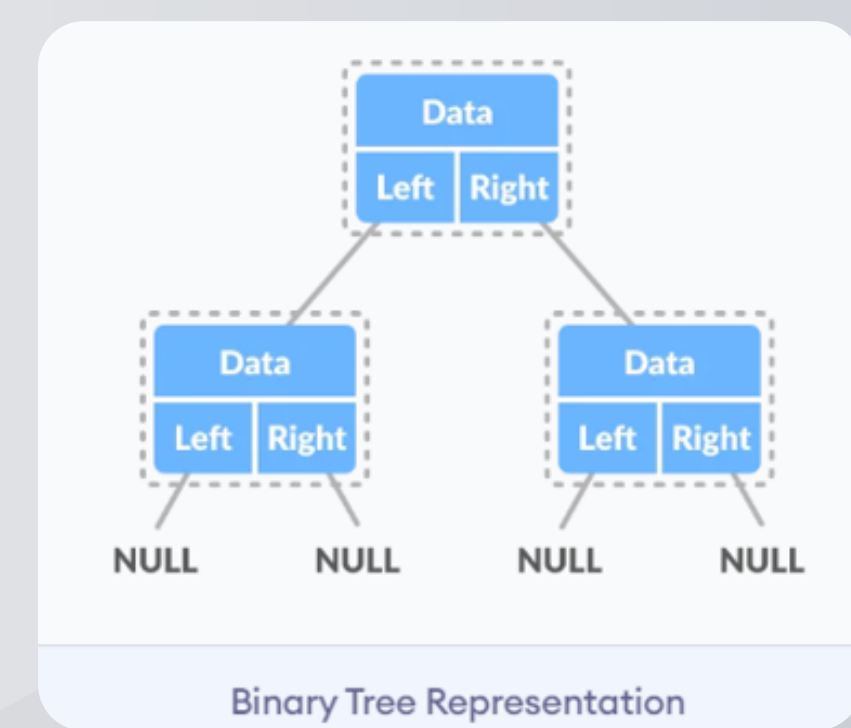 Data
Left Right
Data Data
Left Right Left Right
NULL NULL NULL NULL
Binary Tree Representation